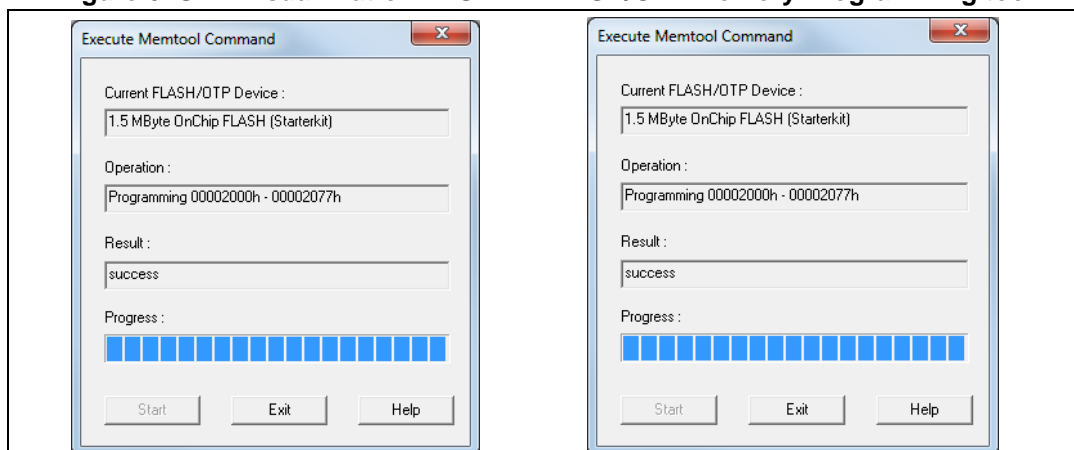 Execute Memtool Command
Current FLASH/OTP Device :
1.5 MByte OnChip FLASH (Starterkit)
Operation :
Programming 00002000h - 00002077h
Result :
success
Progress :
Start Exit Help
Execute Memtool Command
Current FLASH/OTP Device :
1.5 MByte OnChip FLASH (Starterkit)
Operation :
Programming 00002000h - 00002077h
Result :
success
Progress :
Start Exit Help